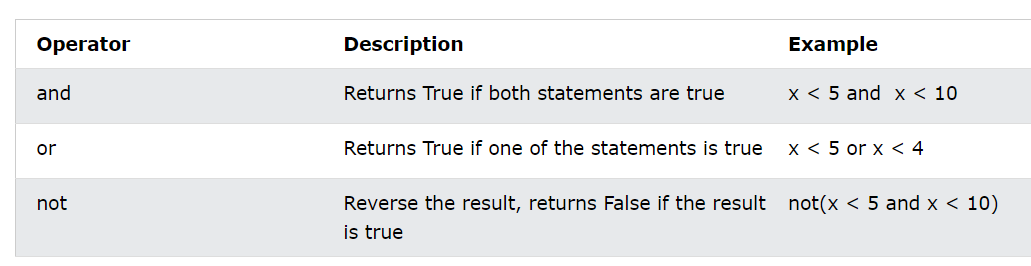 Operator Description Example
and Returns True if both statements are true x < 5 and  x < 10
or Returns True if one of the statements is true x < 5 or x < 4
not Reverse the result, returns False if the result not(x < 5 and x < 10)
is true